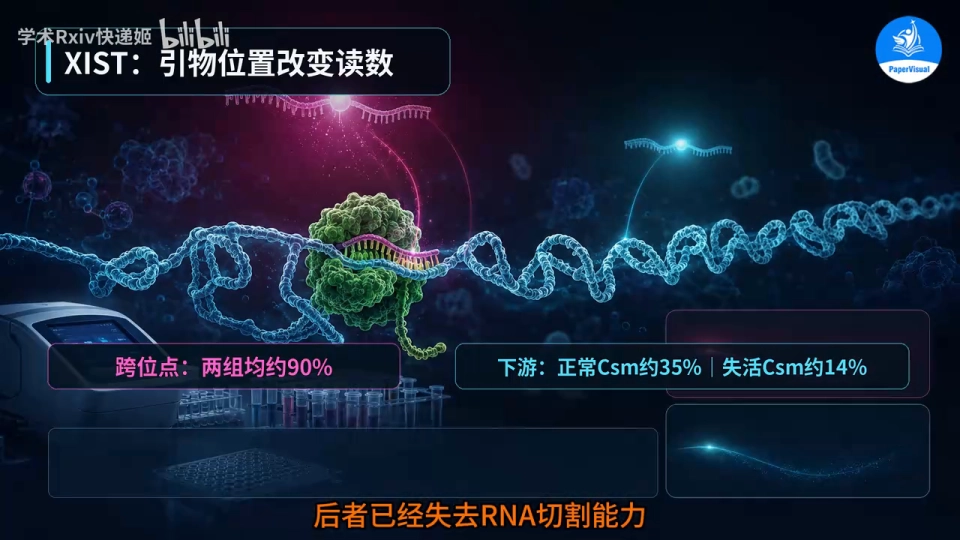 学术Rxiv快递姬 bilibili
XIST：引物位置改变读数
PaperVisual
跨位点：两组均约90%
下游：正常Csm约35%｜失活Csm约14%
后者已经失去RNA切割能力